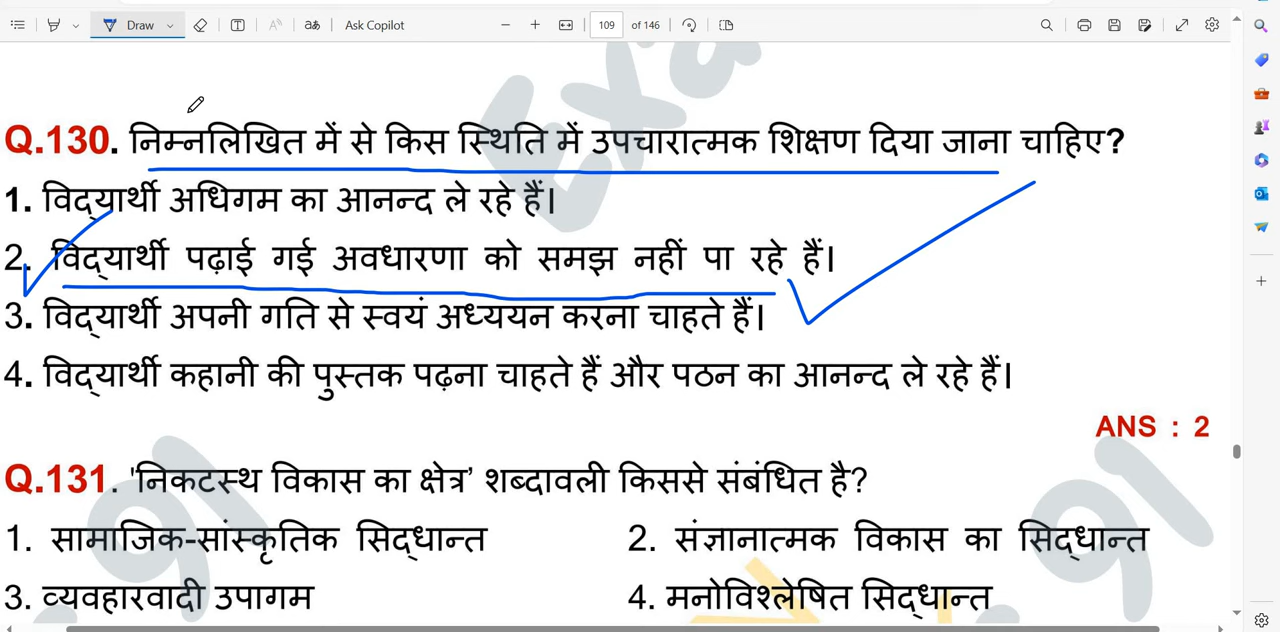 Draw
Ask Copilot
109 of 146
Exa
Q.130. निम्नलिखित में से किस स्थिति में उपचारात्मक शिक्षण दिया जाना चाहिए?
1. विद्यार्थी अधिगम का आनन्द ले रहे हैं।
2. विद्यार्थी पढ़ाई गई अवधारणा को समझ नहीं पा रहे हैं।
3. विद्यार्थी अपनी गति से स्वयं अध्ययन करना चाहते हैं।
4. विद्यार्थी कहानी की पुस्तक पढ़ना चाहते हैं और पठन का आनन्द ले रहे हैं।
ANS : 2
Q.131. 'निकटस्थ विकास का क्षेत्र’ शब्दावली किससे संबंधित है?
1. सामाजिक-सांस्कृतिक सिद्धान्त 2. संज्ञानात्मक विकास का सिद्धान्त
3. व्यवहारवादी उपागम 4. मनोविश्लेषित सिद्धान्त